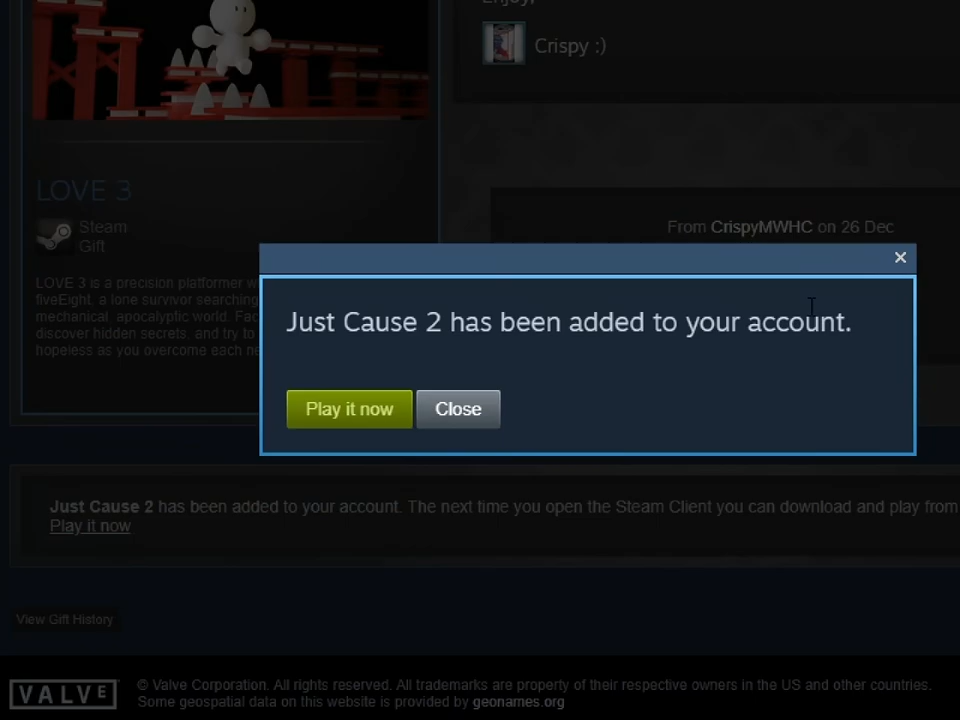 Enjoy,
Crispy :)
LOVE 3
Steam
Gift
From CrispyMWHC on 26 Dec
LOVE 3 is a precision platformer
fiveEight, a lone survivor searching
mechanical, apocalyptic world.
discover hidden secrets, and try to
hopeless as you overcome each
Just Cause 2 has been added to your account.
Play it now
Close
Just Cause 2 has been added to your account. The next time you open the Steam Client you can download and play from
Play it now
View Gift History
VALVE
© Valve Corporation. All rights reserved. All trademarks are property of their respective owners in the US and other countries.
Some geospatial data on this website is provided by geonames.org